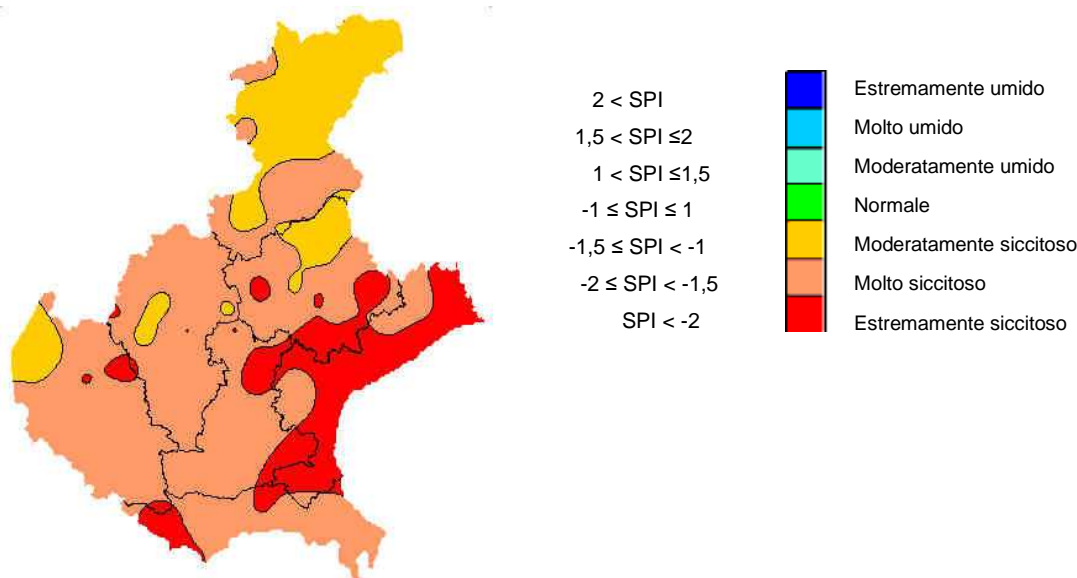 2 < SPI Estremamente umido
1,5 < SPI ≤2 Molto umido
1 < SPI ≤1,5 Moderatamente umido
-1 ≤ SPI ≤ 1 Normale
-1,5 ≤ SPI < -1 Moderatamente siccitoso
-2 ≤ SPI < -1,5 Molto siccitoso
SPI < -2 Estremamente siccitoso